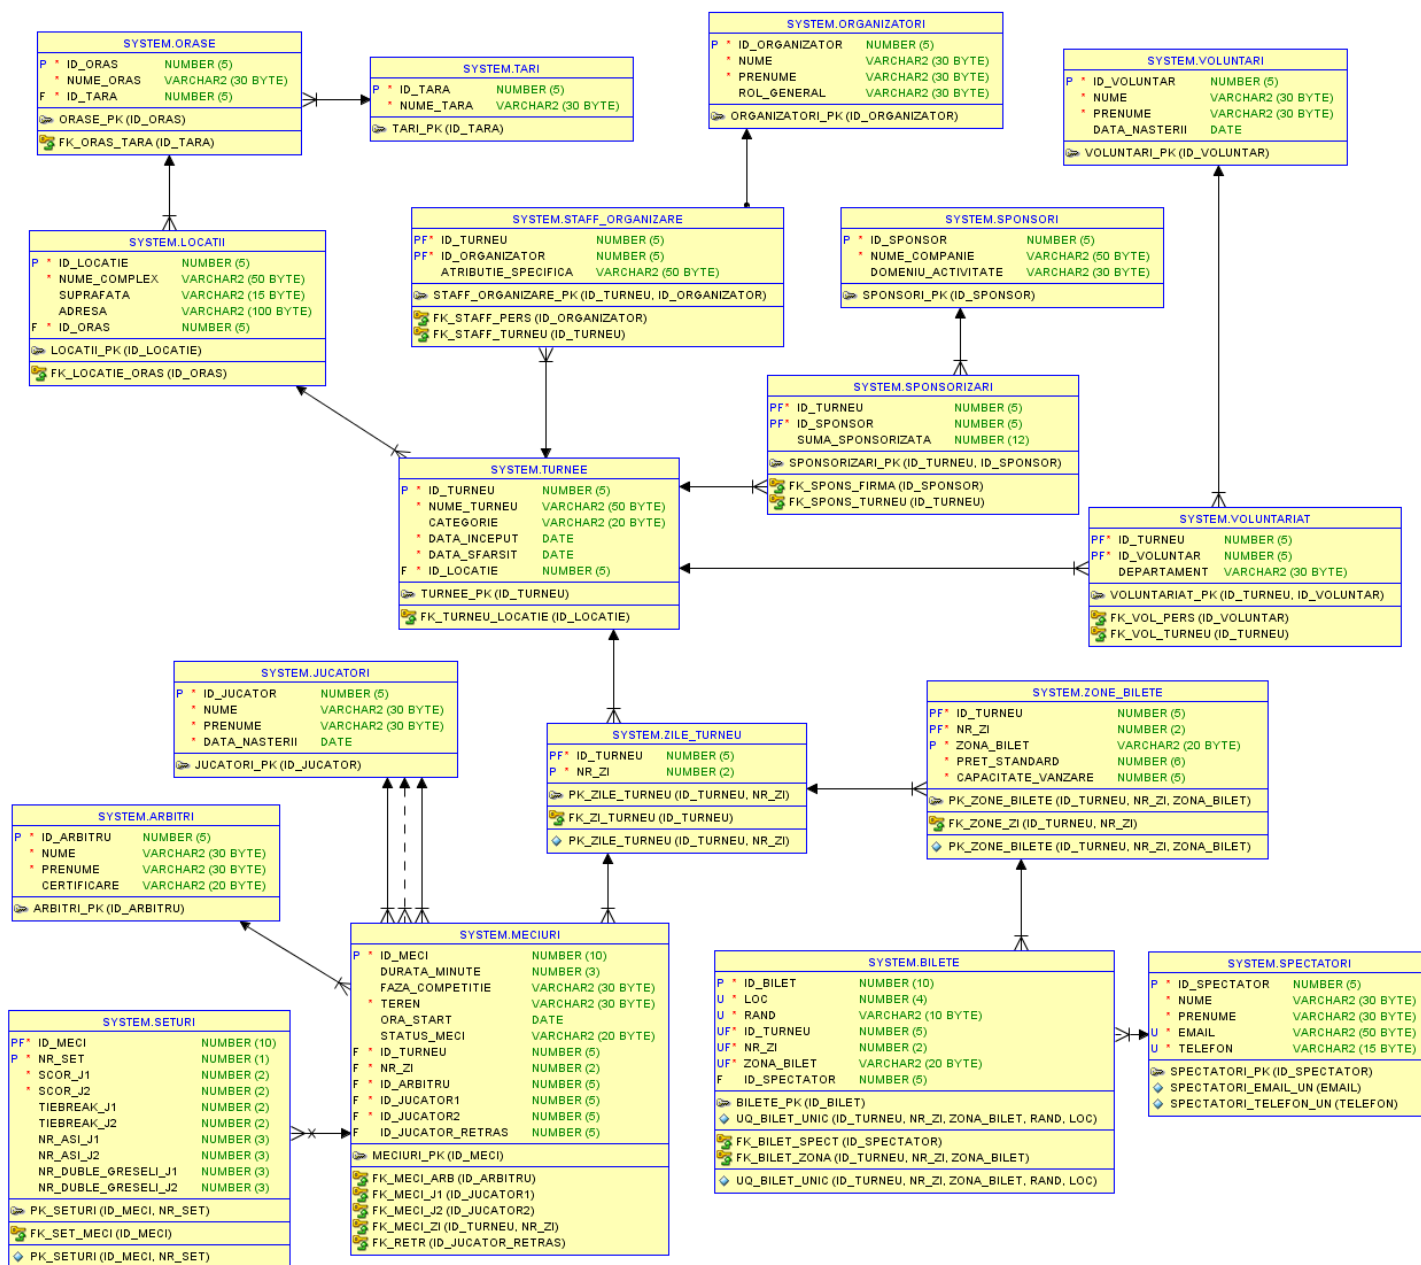 SYSTEM.ORASE
P * ID_ORAS NUMBER (5)
* NUME_ORAS VARCHAR2 (30 BYTE)
F * ID_TARA NUMBER (5)
ORASE_PK (ID_ORAS)
FK_ORAS_TARA (ID_TARA)
SYSTEM.TARI
P * ID_TARA NUMBER (5)
* NUME_TARA VARCHAR2 (30 BYTE)
TARI_PK (ID_TARA)
SYSTEM.ORGANIZATORI
P * ID_ORGANIZATOR NUMBER (5)
* NUME VARCHAR2 (30 BYTE)
* PRENUME VARCHAR2 (30 BYTE)
ROL_GENERAL VARCHAR2 (30 BYTE)
ORGANIZATORI_PK (ID_ORGANIZATOR)
SYSTEM.VOLUNTARI
P * ID_VOLUNTAR NUMBER (5)
* NUME VARCHAR2 (30 BYTE)
* PRENUME VARCHAR2 (30 BYTE)
DATA_NASTERII DATE
VOLUNTARI_PK (ID_VOLUNTAR)
SYSTEM.LOCATII
P * ID_LOCATIE NUMBER (5)
* NUME_COMPLEX VARCHAR2 (50 BYTE)
SUPRAFATA VARCHAR2 (15 BYTE)
ADRESA VARCHAR2 (100 BYTE)
F * ID_ORAS NUMBER (5)
LOCATII_PK (ID_LOCATIE)
FK_LOCATIE_ORAS (ID_ORAS)
SYSTEM.STAFF_ORGANIZARE
PF* ID_TURNEU NUMBER (5)
PF* ID_ORGANIZATOR NUMBER (5)
ATRIBUTIE_SPECIFICA VARCHAR2 (50 BYTE)
STAFF_ORGANIZARE_PK (ID_TURNEU, ID_ORGANIZATOR)
FK_STAFF_PERS (ID_ORGANIZATOR)
FK_STAFF_TURNEU (ID_TURNEU)
SYSTEM.SPONSORI
P * ID_SPONSOR NUMBER (5)
* NUME_COMPANIE VARCHAR2 (50 BYTE)
DOMENIU_ACTIVITATE VARCHAR2 (30 BYTE)
SPONSORI_PK (ID_SPONSOR)
SYSTEM.SPONSORIZARI
PF* ID_TURNEU NUMBER (5)
PF* ID_SPONSOR NUMBER (5)
SUMA_SPONSORIZATA NUMBER (12)
SPONSORIZARI_PK (ID_TURNEU, ID_SPONSOR)
FK_SPONS_FIRMA (ID_SPONSOR)
FK_SPONS_TURNEU (ID_TURNEU)
SYSTEM.TURNEE
P * ID_TURNEU NUMBER (5)
* NUME_TURNEU VARCHAR2 (50 BYTE)
CATEGORIE VARCHAR2 (20 BYTE)
* DATA_INCEPUT DATE
* DATA_SFARSIT DATE
F * ID_LOCATIE NUMBER (5)
TURNEE_PK (ID_TURNEU)
FK_TURNEU_LOCATIE (ID_LOCATIE)
SYSTEM.VOLUNTARIAT
PF* ID_TURNEU NUMBER (5)
PF* ID_VOLUNTAR NUMBER (5)
DEPARTAMENT VARCHAR2 (30 BYTE)
VOLUNTARIAT_PK (ID_TURNEU, ID_VOLUNTAR)
FK_VOL_PERS (ID_VOLUNTAR)
FK_VOL_TURNEU (ID_TURNEU)
SYSTEM.JUCATORI
P * ID_JUCATOR NUMBER (5)
* NUME VARCHAR2 (30 BYTE)
* PRENUME VARCHAR2 (30 BYTE)
* DATA_NASTERII DATE
JUCATORI_PK (ID_JUCATOR)
SYSTEM.ZILE_TURNEU
PF* ID_TURNEU NUMBER (5)
P * NR_ZI NUMBER (2)
PK_ZILE_TURNEU (ID_TURNEU, NR_ZI)
FK_ZI_TURNEU (ID_TURNEU)
PK_ZILE_TURNEU (ID_TURNEU, NR_ZI)
SYSTEM.ZONE_BILETE
PF* ID_TURNEU NUMBER (5)
PF* NR_ZI NUMBER (2)
P * ZONA_BILET VARCHAR2 (20 BYTE)
* PRET_STANDARD NUMBER (6)
* CAPACITATE_VANZARE NUMBER (5)
PK_ZONE_BILETE (ID_TURNEU, NR_ZI, ZONA_BILET)
FK_ZONE_ZI (ID_TURNEU, NR_ZI)
PK_ZONE_BILETE (ID_TURNEU, NR_ZI, ZONA_BILET)
SYSTEM.ARBITRI
P * ID_ARBITRU NUMBER (5)
* NUME VARCHAR2 (30 BYTE)
* PRENUME VARCHAR2 (30 BYTE)
CERTIFICARE VARCHAR2 (20 BYTE)
ARBITRI_PK (ID_ARBITRU)
SYSTEM.MECIURI
P * ID_MECI NUMBER (10)
DURATA_MINUTE NUMBER (3)
FAZA_COMPETITIE VARCHAR2 (30 BYTE)
* TEREN VARCHAR2 (30 BYTE)
ORA_START DATE
STATUS_MECI VARCHAR2 (20 BYTE)
F * ID_TURNEU NUMBER (5)
F * NR_ZI NUMBER (2)
F * ID_ARBITRU NUMBER (5)
F * ID_JUCATOR1 NUMBER (5)
F * ID_JUCATOR2 NUMBER (5)
F ID_JUCATOR_RETRAS NUMBER (5)
MECIURI_PK (ID_MECI)
FK_MECI_ARB (ID_ARBITRU)
FK_MECI_J1 (ID_JUCATOR1)
FK_MECI_J2 (ID_JUCATOR2)
FK_MECI_ZI (ID_TURNEU, NR_ZI)
FK_RETR (ID_JUCATOR_RETRAS)
SYSTEM.SETURI
PF* ID_MECI NUMBER (10)
P * NR_SET NUMBER (1)
* SCOR_J1 NUMBER (2)
* SCOR_J2 NUMBER (2)
TIEBREAK_J1 NUMBER (2)
TIEBREAK_J2 NUMBER (2)
NR_ASI_J1 NUMBER (3)
NR_ASI_J2 NUMBER (3)
NR_DUBLE_GRESELI_J1 NUMBER (3)
NR_DUBLE_GRESELI_J2 NUMBER (3)
PK_SETURI (ID_MECI, NR_SET)
FK_SET_MECI (ID_MECI)
PK_SETURI (ID_MECI, NR_SET)
SYSTEM.BILETE
P * ID_BILET NUMBER (10)
U * LOC NUMBER (4)
U * RAND VARCHAR2 (10 BYTE)
UF* ID_TURNEU NUMBER (5)
UF* NR_ZI NUMBER (2)
UF* ZONA_BILET VARCHAR2 (20 BYTE)
F ID_SPECTATOR NUMBER (5)
BILETE_PK (ID_BILET)
UQ_BILET_UNIC (ID_TURNEU, NR_ZI, ZONA_BILET, RAND, LOC)
FK_BILET_SPECT (ID_SPECTATOR)
FK_BILET_ZONA (ID_TURNEU, NR_ZI, ZONA_BILET)
UQ_BILET_UNIC (ID_TURNEU, NR_ZI, ZONA_BILET, RAND, LOC)
SYSTEM.SPECTATORI
P * ID_SPECTATOR NUMBER (5)
* NUME VARCHAR2 (30 BYTE)
* PRENUME VARCHAR2 (30 BYTE)
U * EMAIL VARCHAR2 (50 BYTE)
U * TELEFON VARCHAR2 (15 BYTE)
SPECTATORI_PK (ID_SPECTATOR)
SPECTATORI_EMAIL_UN (EMAIL)
SPECTATORI_TELEFON_UN (TELEFON)